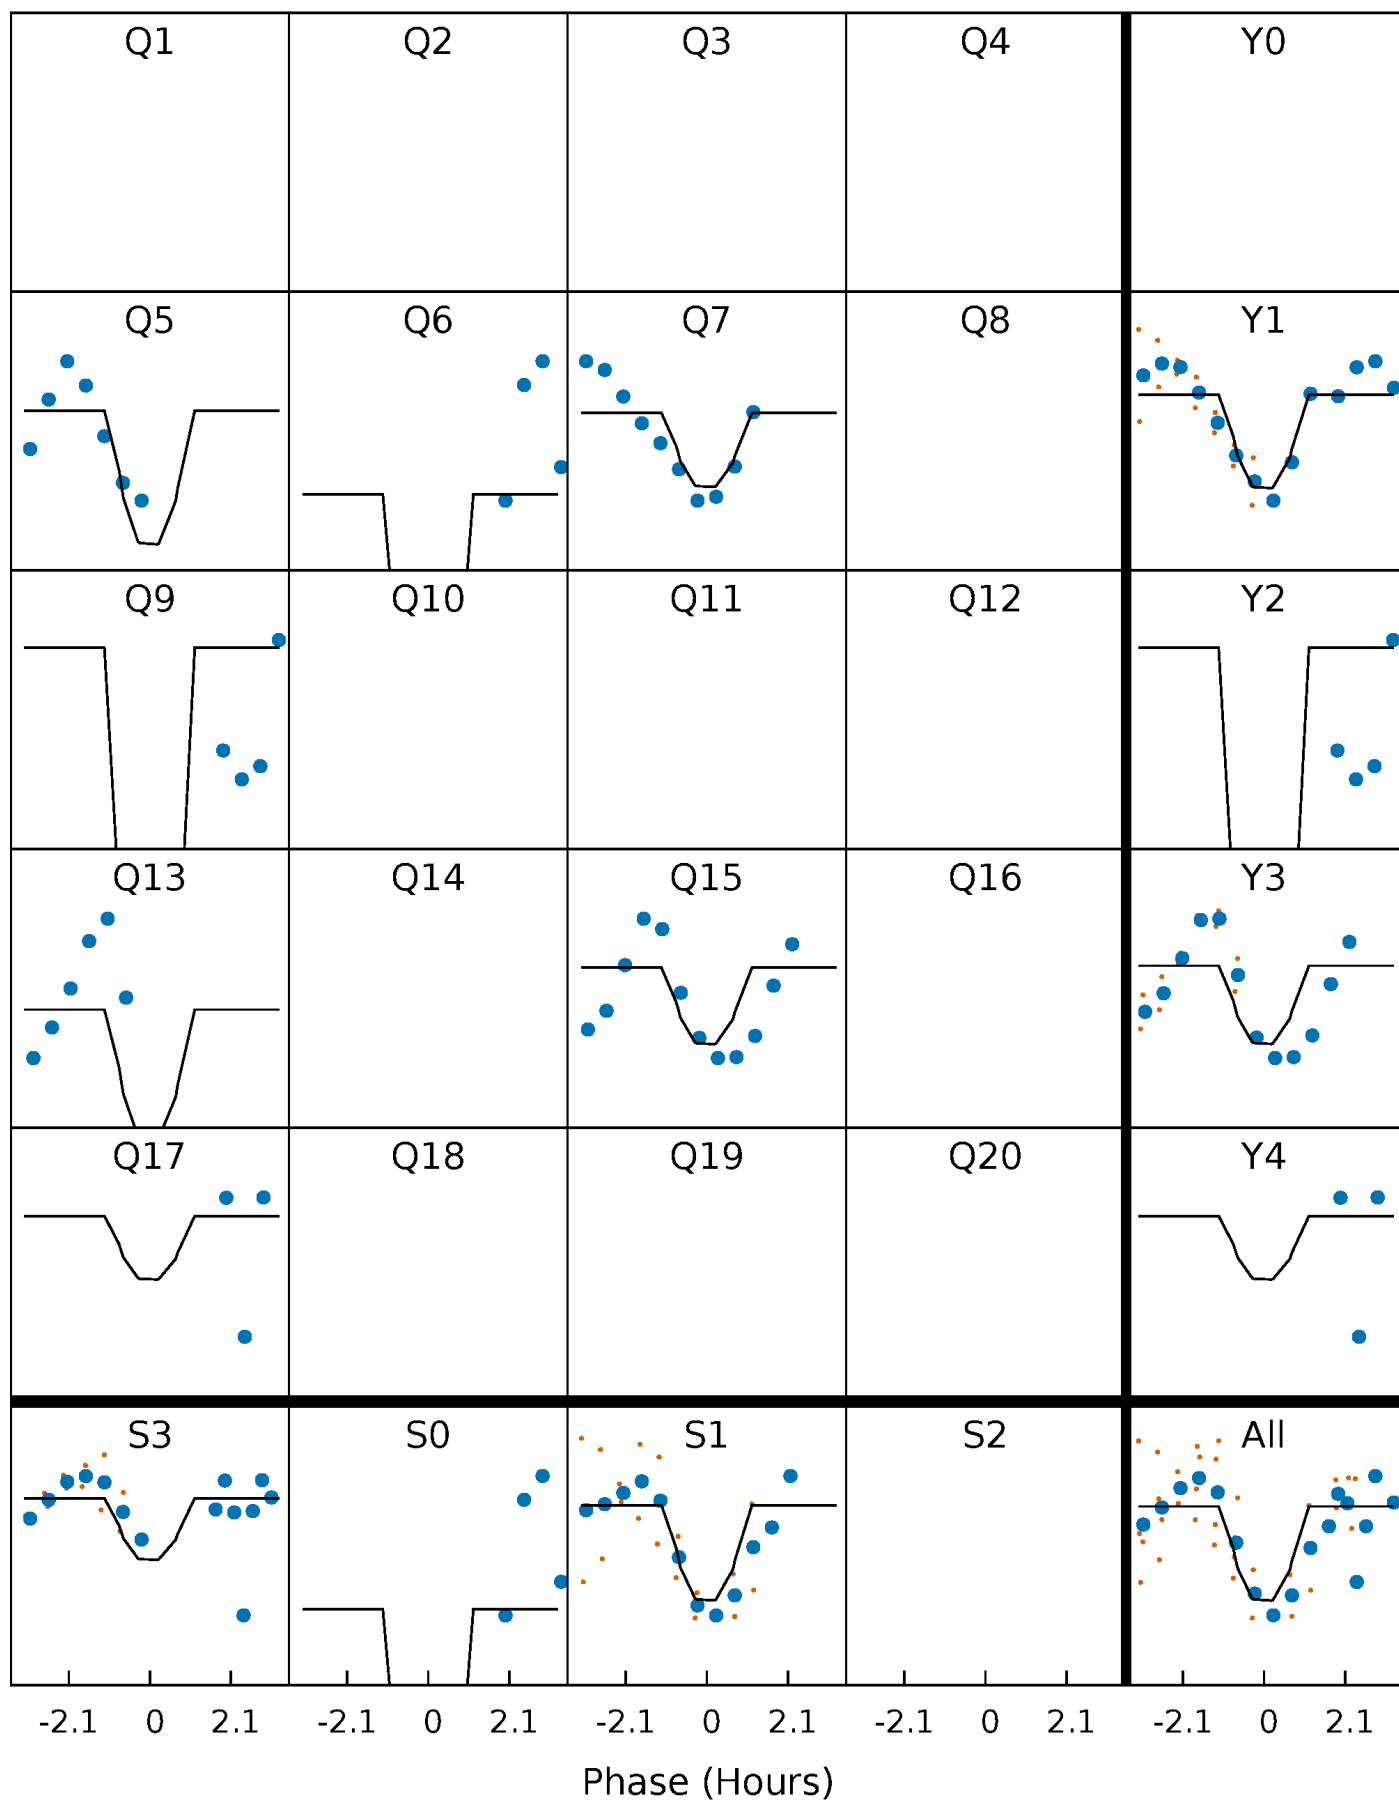 Q1 Q2 Q3 Q4 Y0
Q5 Q6 Q7 Q8 Y1
Q9 Q10 Q11 Q12 Y2
Q13 Q14 Q15 Q16 Y3
Q17 Q18 Q19 Q20 Y4
S3 S0 S1 S2 All
-2.1 0 2.1 -2.1 0 2.1 -2.1 0 2.1 -2.1 0 2.1 -2.1 0 2.1
Phase (Hours)